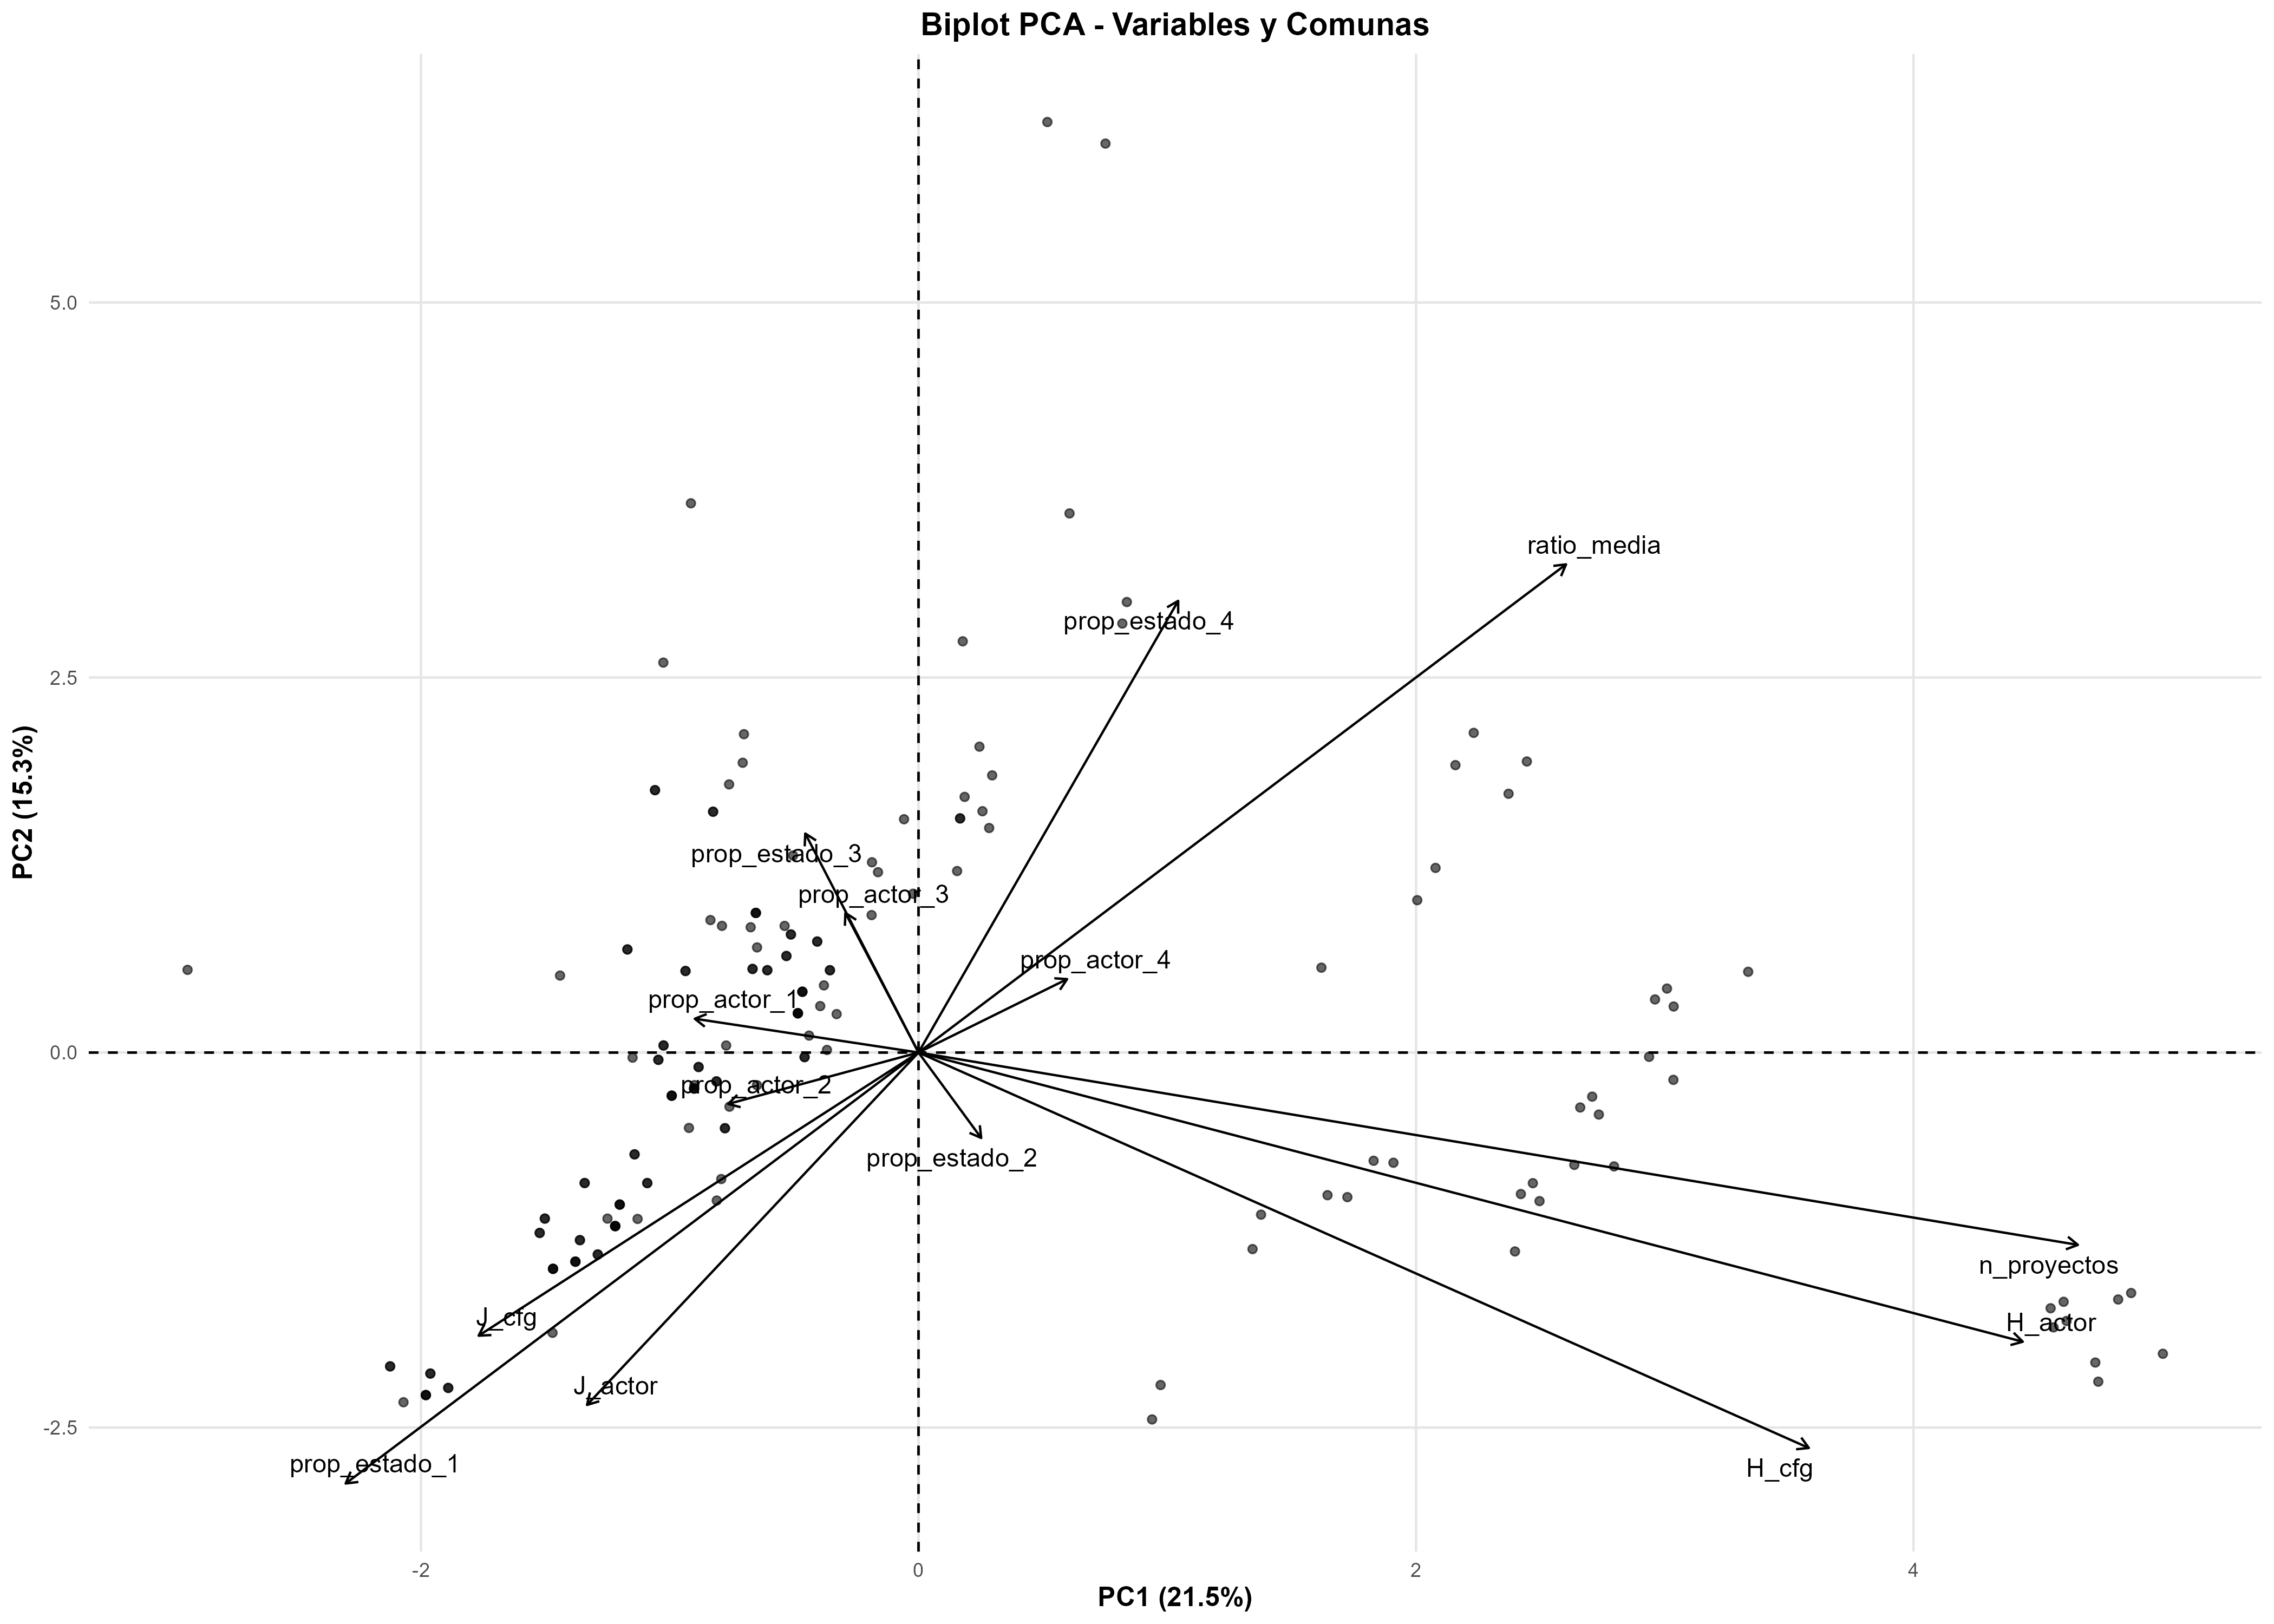 Biplot PCA - Variables y Comunas
PC2 (15.3%)
5.0
2.5
0.0
-2.5
ratio_media
prop_estado_4
prop_estado_3
prop_actor_3
prop_actor_4
prop_actor_1
prop_actor_2
prop_estado_2
n_proyectos
J_cfg
H_actor
J_actor
prop_estado_1
H_cfg
-2
0
2
4
PC1 (21.5%)